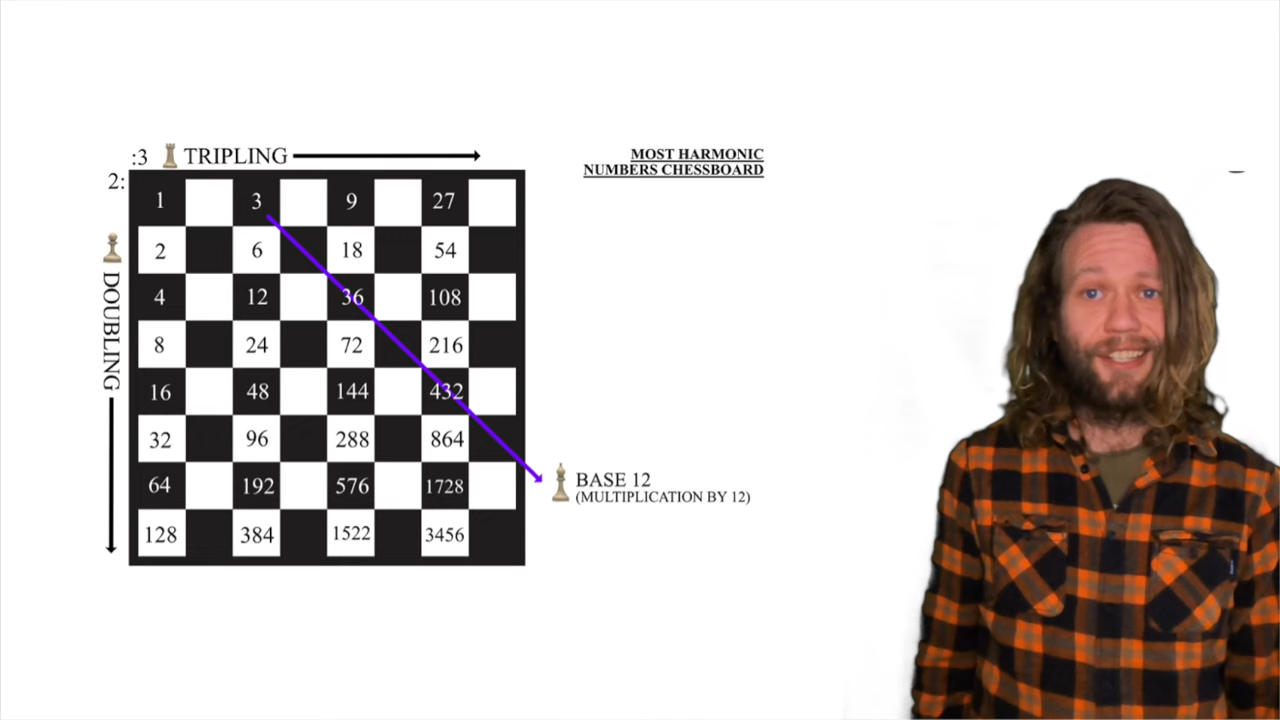 :3 TRIPLING
MOST HARMONIC
NUMBERS CHESSBOARD
2:
1 3 9 27
2 6 18 54
4 12 36 108
DOUBLING
8 24 72 216
16 48 144 432
32 96 288 864
64 192 576 1728
BASE 12
(MULTIPLICATION BY 12)
128 384 1522 3456